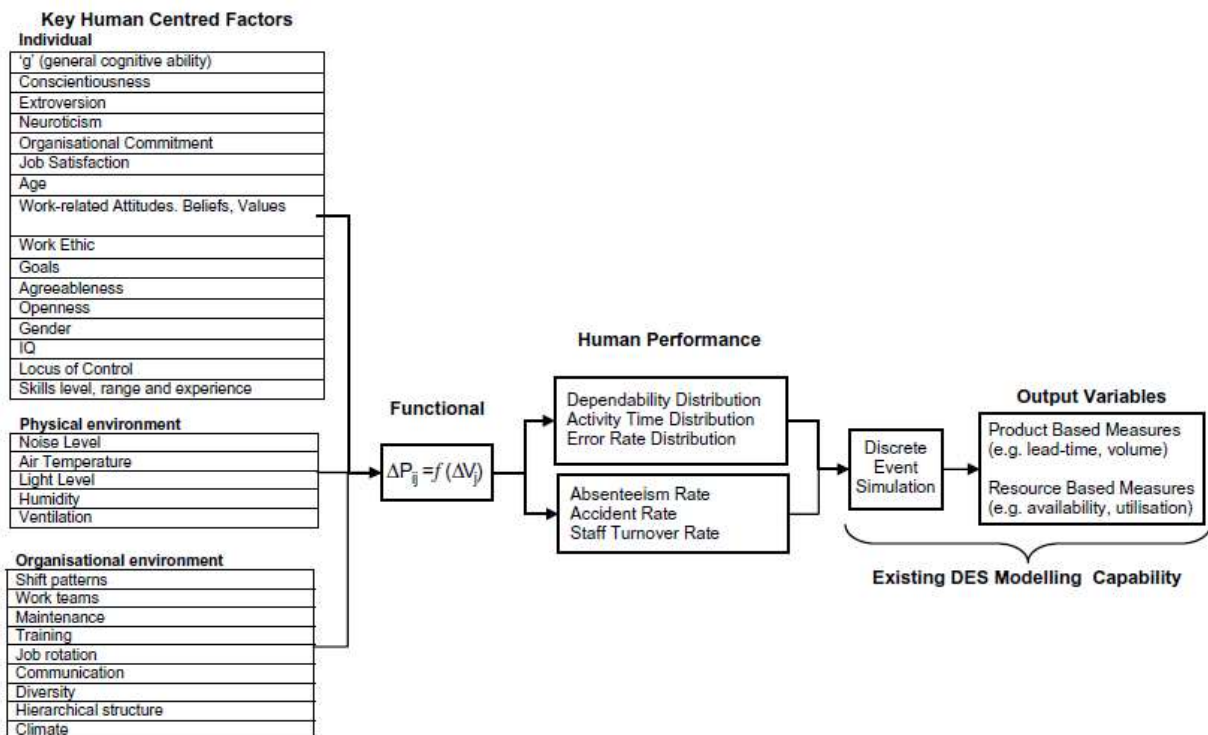 Key Human Centred Factors
Individual
'g' (general cognitive ability)
Conscientiousness
Extroversion
Neuroticism
Organisational Commitment
Job Satisfaction
Age
Work-related Attitudes. Beliefs, Values
Work Ethic
Goals
Agreeableness
Openness
Gender
IQ
Locus of Control
Skills level, range and experience
Physical environment
Noise Level
Air Temperature
Light Level
Humidity
Ventilation
Organisational environment
Shift patterns
Work teams
Maintenance
Training
Job rotation
Communication
Diversity
Hierarchical structure
Climate
Functional
ΔPij =f (ΔVj)
Human Performance
Dependability Distribution
Activity Time Distribution
Error Rate Distribution
Absenteeism Rate
Accident Rate
Staff Turnover Rate
Discrete
Event
Simulation
Output Variables
Product Based Measures
(e.g. lead-time, volume)
Resource Based Measures
(e.g. availability, utilisation)
Existing DES Modelling Capability